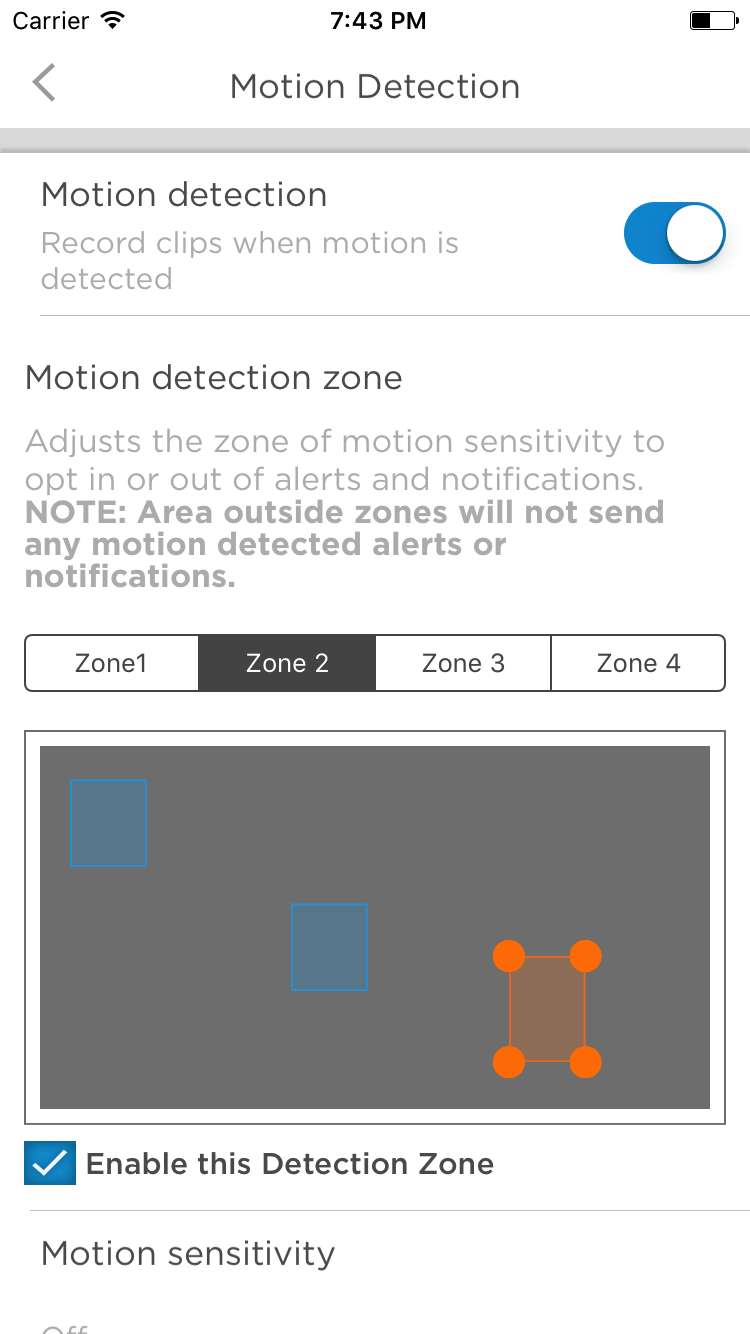 Carrier 7:43 PM
Motion Detection
Motion detection
Record clips when motion is
detected
Motion detection zone
Adjusts the zone of motion sensitivity to
opt in or out of alerts and notifications.
NOTE: Area outside zones will not send
any motion detected alerts or
notifications.
Zone1 Zone 2 Zone 3 Zone 4
Enable this Detection Zone
Motion sensitivity
Off